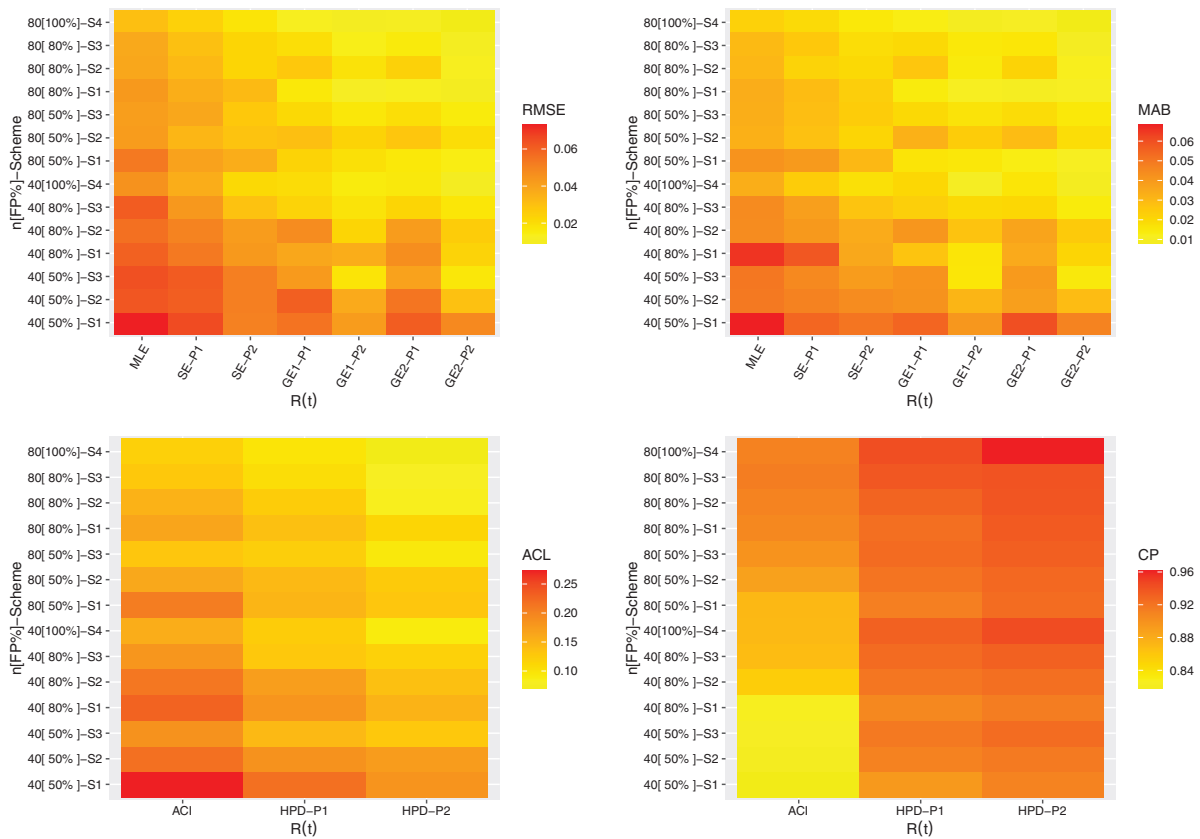 n[FP%]−Scheme
80[100%]−S4
80[ 80% ]−S3
80[ 80% ]−S2
80[ 80% ]−S1
80[ 50% ]−S3
80[ 50% ]−S2
80[ 50% ]−S1
40[100%]−S4
40[ 80% ]−S3
40[ 80% ]−S2
40[ 80% ]−S1
40[ 50% ]−S3
40[ 50% ]−S2
40[ 50% ]−S1
MLE
SE−P1
SE−P2
GE1−P1
GE1−P2
GE2−P1
GE2−P2
R(t)
RMSE
0.06
0.04
0.02
n[FP%]−Scheme
80[100%]−S4
80[ 80% ]−S3
80[ 80% ]−S2
80[ 80% ]−S1
80[ 50% ]−S3
80[ 50% ]−S2
80[ 50% ]−S1
40[100%]−S4
40[ 80% ]−S3
40[ 80% ]−S2
40[ 80% ]−S1
40[ 50% ]−S3
40[ 50% ]−S2
40[ 50% ]−S1
MLE
SE−P1
SE−P2
GE1−P1
GE1−P2
GE2−P1
GE2−P2
R(t)
MAB
0.06
0.05
0.04
0.03
0.02
0.01
n[FP%]−Scheme
80[100%]−S4
80[ 80% ]−S3
80[ 80% ]−S2
80[ 80% ]−S1
80[ 50% ]−S3
80[ 50% ]−S2
80[ 50% ]−S1
40[100%]−S4
40[ 80% ]−S3
40[ 80% ]−S2
40[ 80% ]−S1
40[ 50% ]−S3
40[ 50% ]−S2
40[ 50% ]−S1
ACI
HPD−P1
HPD−P2
R(t)
ACL
0.25
0.20
0.15
0.10
n[FP%]−Scheme
80[100%]−S4
80[ 80% ]−S3
80[ 80% ]−S2
80[ 80% ]−S1
80[ 50% ]−S3
80[ 50% ]−S2
80[ 50% ]−S1
40[100%]−S4
40[ 80% ]−S3
40[ 80% ]−S2
40[ 80% ]−S1
40[ 50% ]−S3
40[ 50% ]−S2
40[ 50% ]−S1
ACI
HPD−P1
HPD−P2
R(t)
CP
0.96
0.92
0.88
0.84